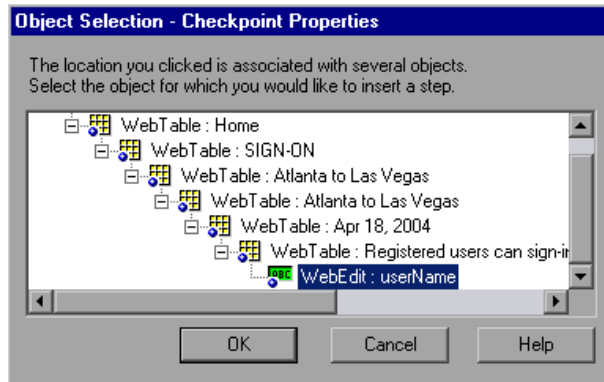 Object Selection - Checkpoint Properties
The location you clicked is associated with several objects.
Select the object for which you would like to insert a step.
WebTable : Home
WebTable : SIGN-ON
WebTable : Atlanta to Las Vegas
WebTable : Atlanta to Las Vegas
WebTable : Apr 18, 2004
WebTable : Registered users can sign-in
ABC WebEdit : userName
OK Cancel Help